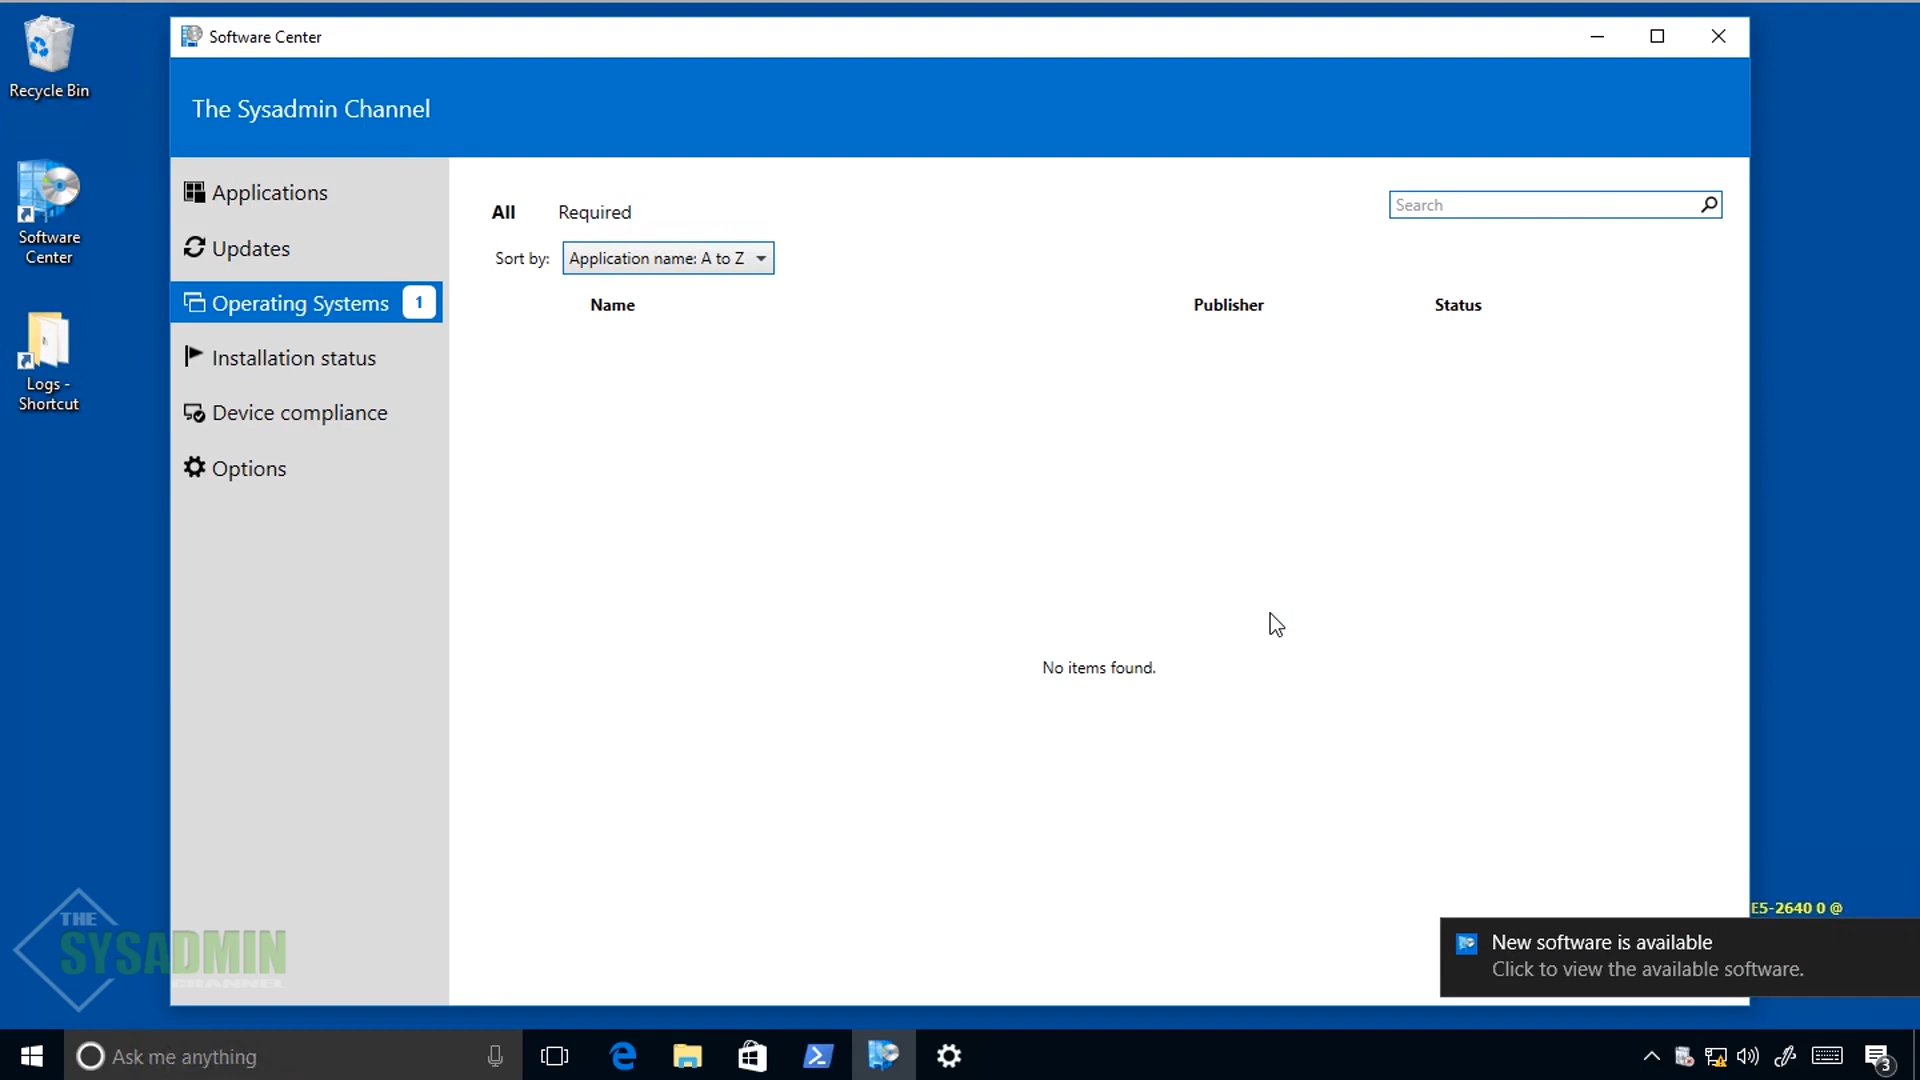 Recycle Bin
Software
Center
Logs -
Shortcut
Software Center
The Sysadmin Channel
Applications
Updates
Operating Systems
1
Installation status
Device compliance
Options
All
Required
Search
Sort by:
Application name: A to Z
Name
Publisher
Status
No items found.
THE
SYSADMIN
CHANNEL
E5-2640 0 @
New software is available
Click to view the available software.
Ask me anything
3